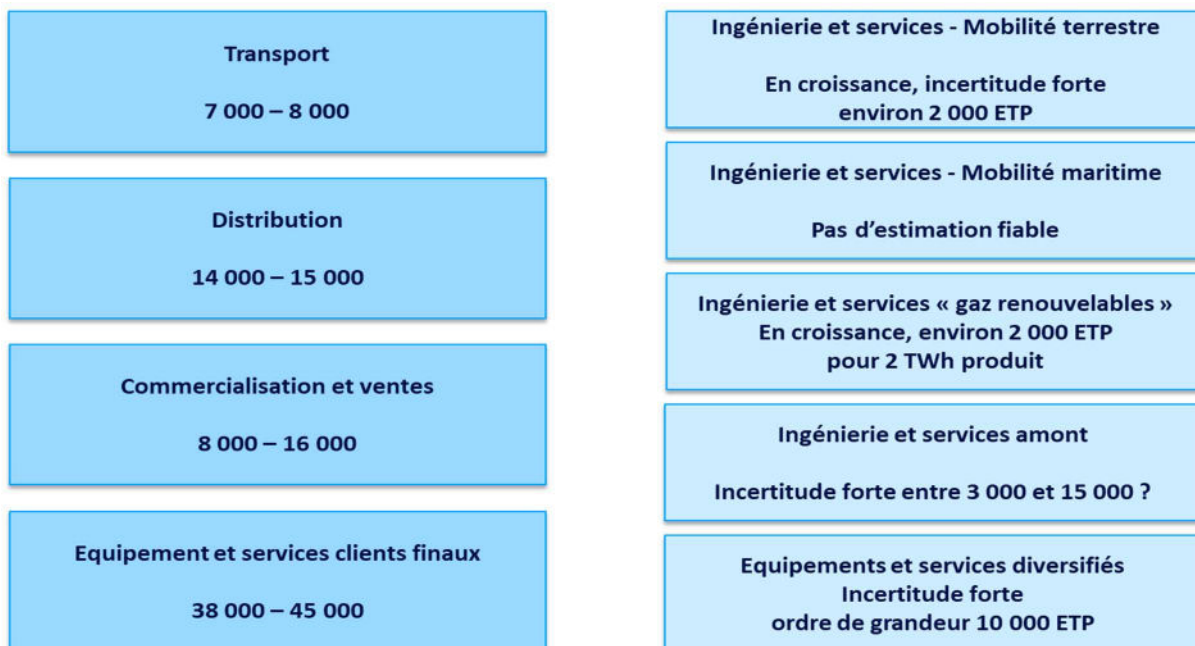 Transport
7 000 – 8 000
Distribution
14 000 – 15 000
Commercialisation et ventes
8 000 – 16 000
Equipement et services clients finaux
38 000 – 45 000
Ingénierie et services - Mobilité terrestre
En croissance, incertitude forte
environ 2 000 ETP
Ingénierie et services - Mobilité maritime
Pas d’estimation fiable
Ingénierie et services « gaz renouvelables »
En croissance, environ 2 000 ETP
pour 2 TWh produit
Ingénierie et services amont
Incertitude forte entre 3 000 et 15 000 ?
Equipements et services diversifiés
Incertitude forte
ordre de grandeur 10 000 ETP